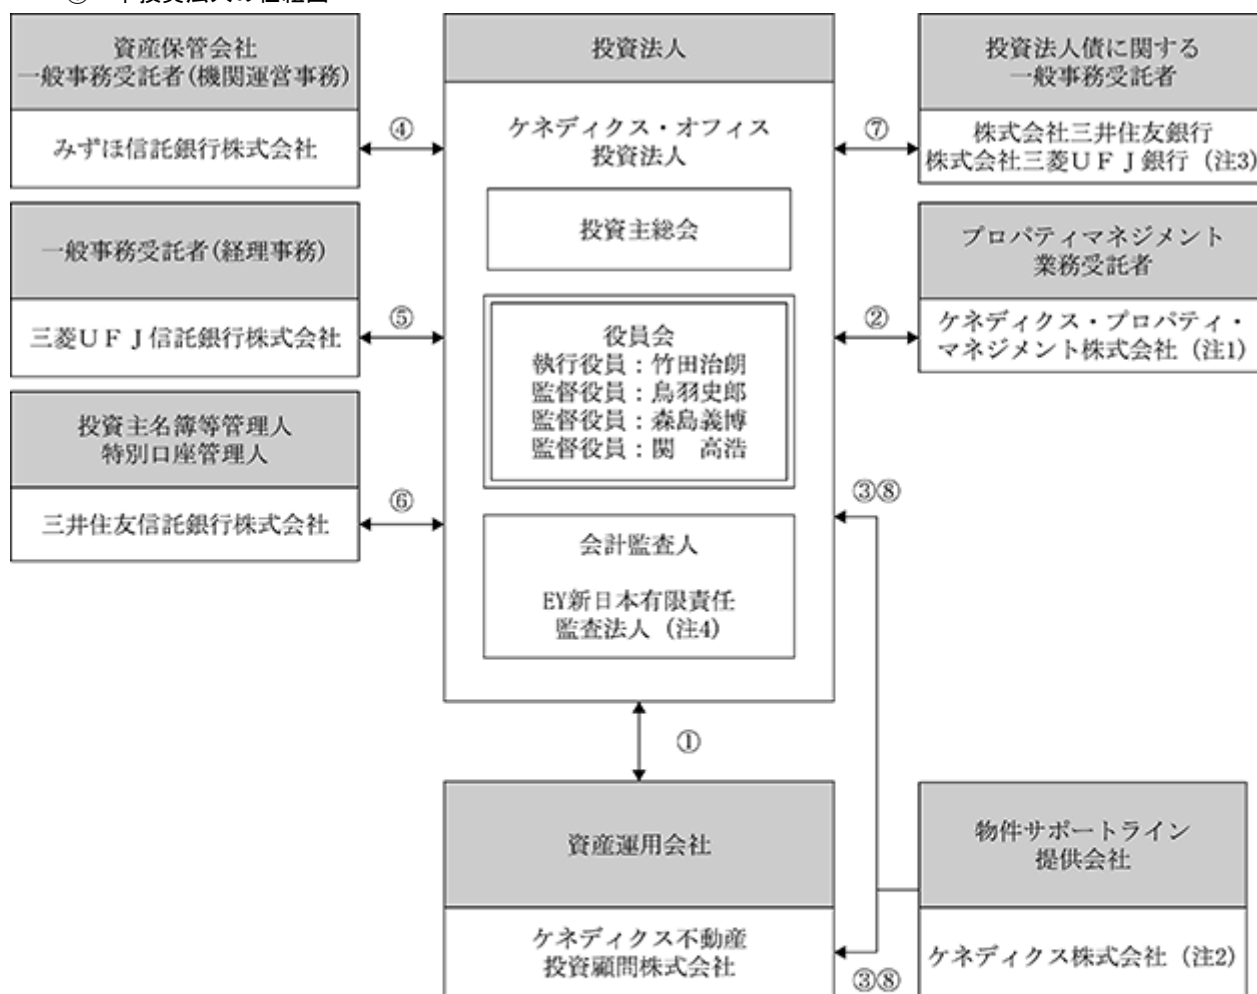 資産保管会社
一般事務受託者(機関運営事務)
みずほ信託銀行株式会社
④
一般事務受託者(経理事務)
三菱UFJ信託銀行株式会社
⑤
投資主名簿等管理人
特別口座管理人
三井住友信託銀行株式会社
⑥
投資法人
ケネディクス・オフィス
投資法人
投資主総会
役員会
執行役員：竹田治朗
監督役員：鳥羽史郎
監督役員：森島義博
監督役員：関　高浩
会計監査人
EY新日本有限責任
監査法人（注4）
①
資産運用会社
ケネディクス不動産
投資顧問株式会社
⑦
投資法人債に関する
一般事務受託者
株式会社三井住友銀行
株式会社三菱UFJ銀行（注3）
②
プロパティマネジメント
業務受託者
ケネディクス・プロパティ・
マネジメント株式会社（注1）
③⑧
物件サポートライン
提供会社
ケネディクス株式会社（注2）
③⑧